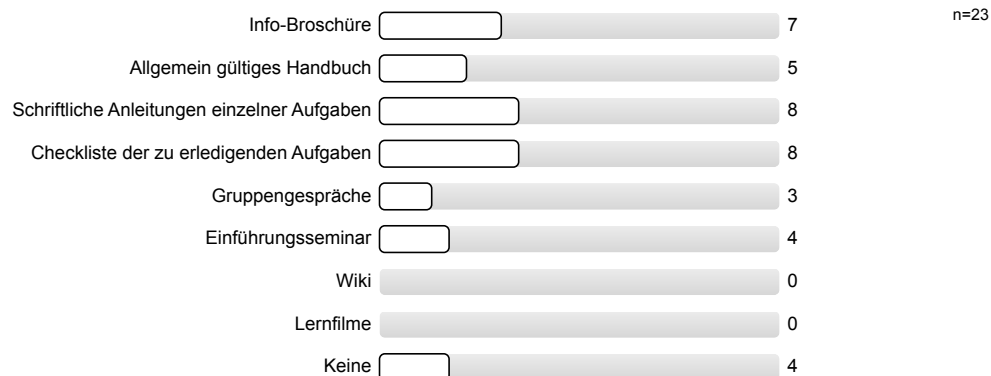 Info-Broschüre 7 n=23
Allgemein gültiges Handbuch 5
Schriftliche Anleitungen einzelner Aufgaben 8
Checkliste der zu erledigenden Aufgaben 8
Gruppengespräche 3
Einführungsseminar 4
Wiki 0
Lernfilme 0
Keine 4